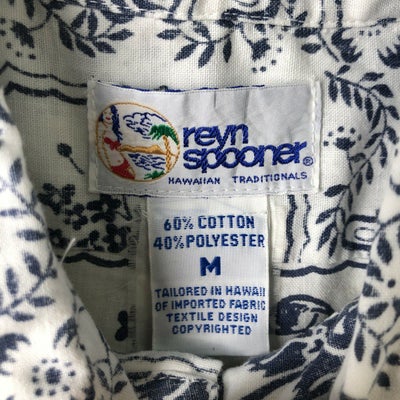 reyn
spooner®
HAWAIIAN TRADITIONALS
60% COTTON
40% POLYESTER
M
TAILORED IN HAWAII
OF IMPORTED FABRIC
TEXTILE DESIGN
COPYRIGHTED